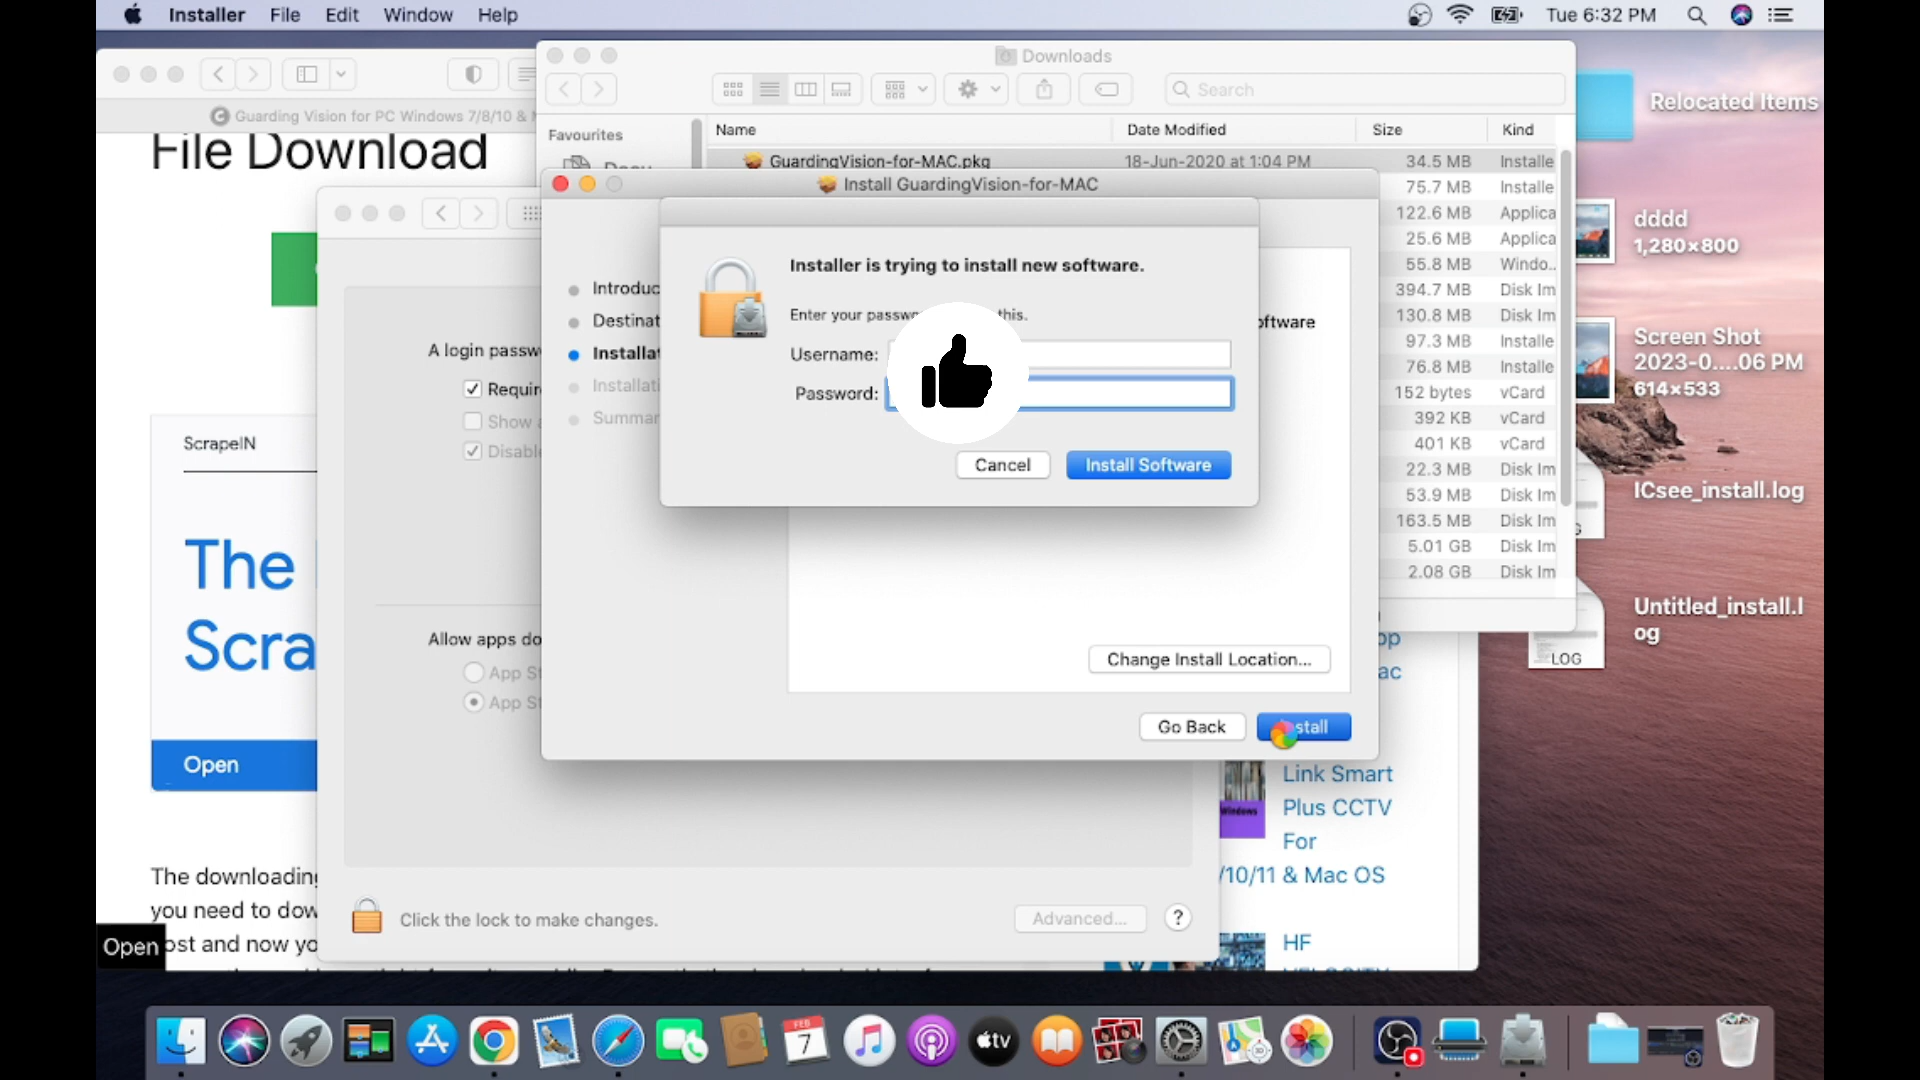 Installer File Edit Window Help
Tue 6:32 PM
Downloads
Search
Guarding Vision for PC Windows 7/8/10 &
File Download
Favourites
Name Date Modified Size Kind
GuardingVision-for-MAC.pkg 18-Jun-2020 at 1:04 PM 34.5 MB Installe
75.7 MB Installe
122.6 MB Applica
25.6 MB Applica
55.8 MB Windo..
394.7 MB Disk Im
130.8 MB Disk Im
97.3 MB Installe
76.8 MB Installe
152 bytes vCard
392 KB vCard
401 KB vCard
22.3 MB Disk Im
53.9 MB Disk Im
163.5 MB Disk Im
5.01 GB Disk Im
2.08 GB Disk Im
Install GuardingVision-for-MAC
Introduc
Destinat
Installat
Installati
Summar
Installer is trying to install new software.
Enter your passw this.
Username:
Password:
Cancel Install Software
oftware
Change Install Location...
Go Back stall
A login passw
Requir
Show a
Disable
Allow apps do
App St
App St
Click the lock to make changes.
Advanced... ?
ScrapeIN
The
Scra
Open
The downloading
you need to dow
ost and now yo
Open
op
ac
Link Smart
Plus CCTV
For
/10/11 & Mac OS
Windows
HF
Relocated Items
dddd
1,280×800
Screen Shot
2023-0....06 PM
614×533
ICsee_install.log
Untitled_install.l
og
LOG
FEB
7
tv